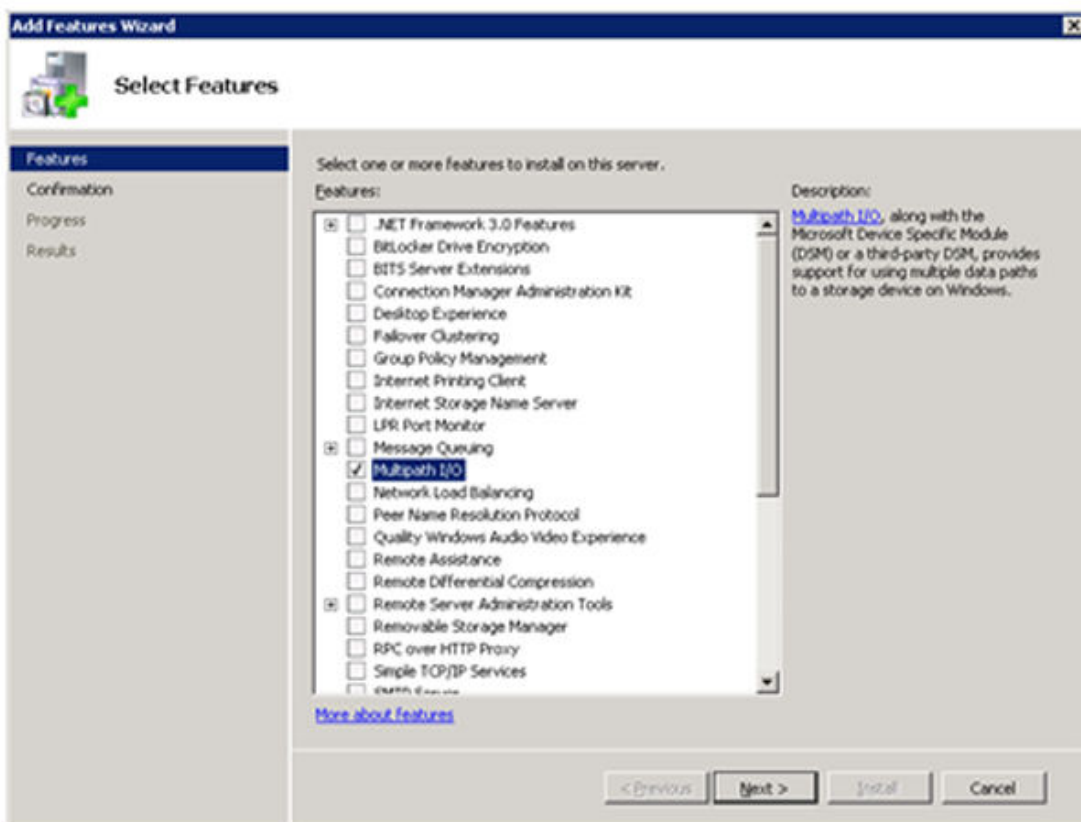 Add Features Wizard
Select Features
Features
Confirmation
Progress
Results
Select one or more features to install on this server.
Features:
.NET Framework 3.0 Features
BitLocker Drive Encryption
BITS Server Extensions
Connection Manager Administration Kit
Desktop Experience
Failover Clustering
Group Policy Management
Internet Printing Client
Internet Storage Name Server
LPR Port Monitor
Message Queuing
Multipath I/O
Network Load Balancing
Peer Name Resolution Protocol
Quality Windows Audio Video Experience
Remote Assistance
Remote Differential Compression
Remote Server Administration Tools
Removable Storage Manager
RPC over HTTP Proxy
Simple TCP/IP Services
SMTP Server
More about features
Description:
Multipath I/O, along with the
Microsoft Device Specific Module
(DSM) or a third-party DSM, provides
support for using multiple data paths
to a storage device on Windows.
< Previous
Next >
Install
Cancel